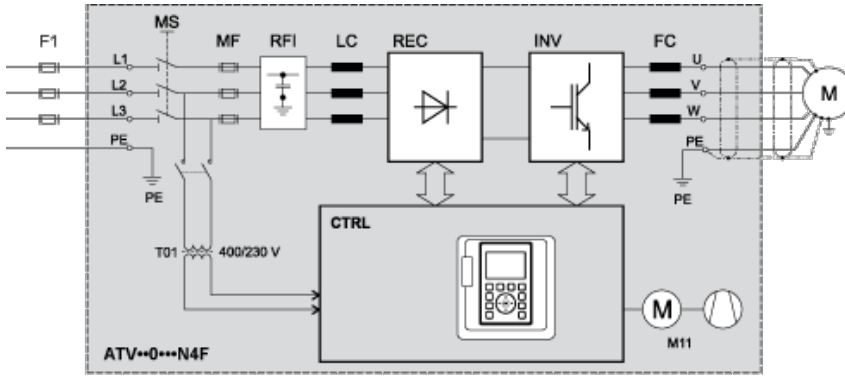 F1
MS
MF
RFI
LC
REC
INV
FC
L1
L2
L3
PE
PE
U
V
W
PE
PE
M
T01
400/230 V
CTRL
M
M11
ATV••0•••N4F